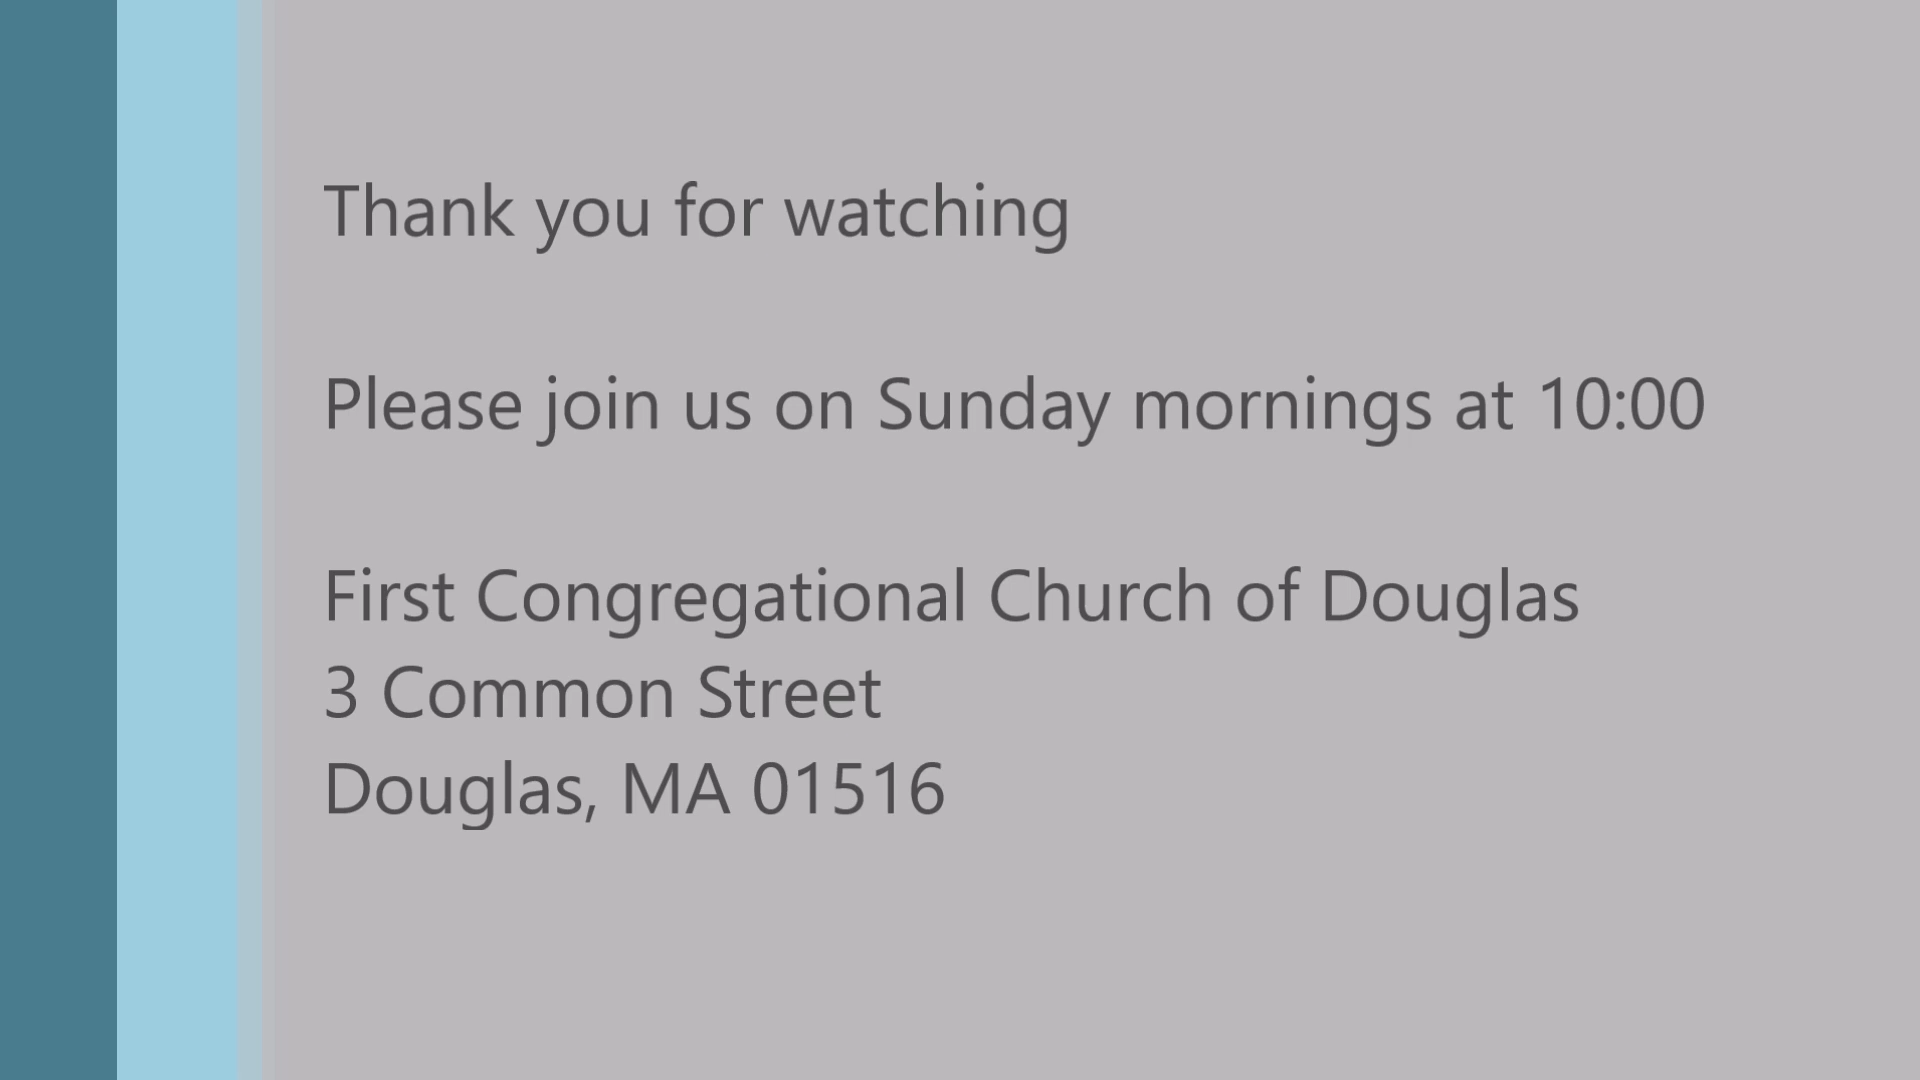 Thank you for watching
Please join us on Sunday mornings at 10:00
First Congregational Church of Douglas
3 Common Street
Douglas, MA 01516